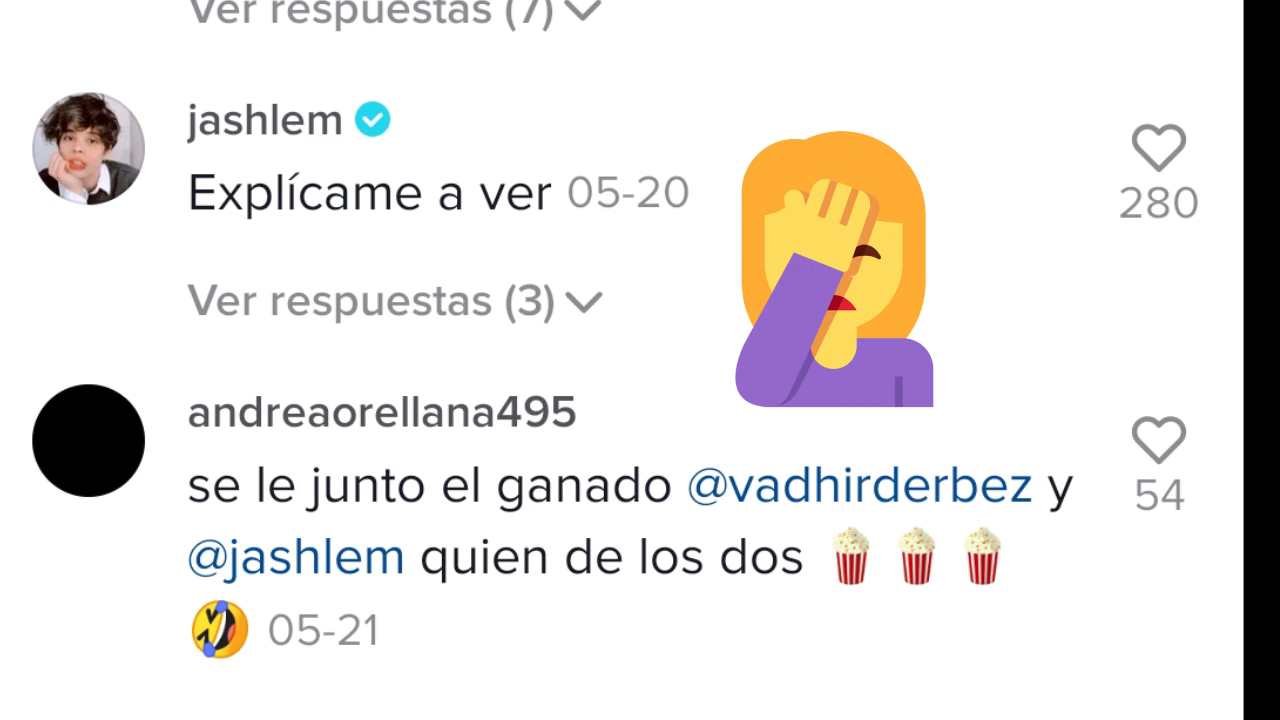 Ver respuestas (7)
jashlem
Explícame a ver 05-20
280
Ver respuestas (3)
andreaorellana495
se le junto el ganado @vadhirderbez y
@jashlem quien de los dos 🍿🍿🍿
🤣 05-21
54